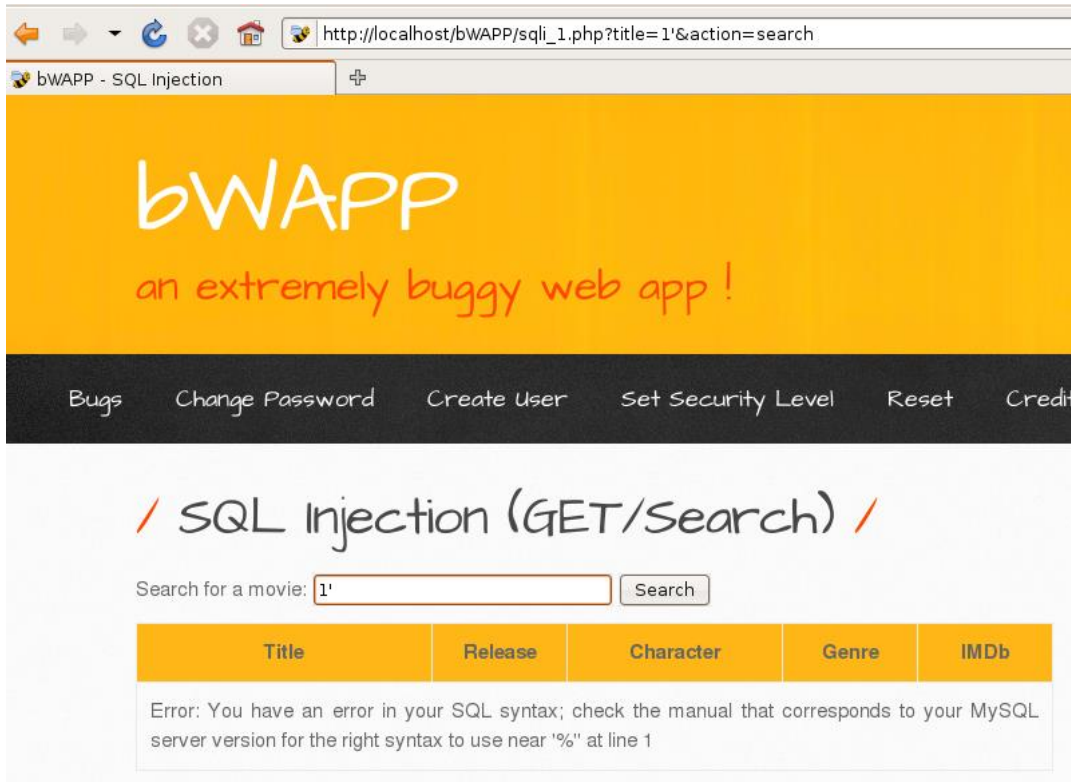 http://localhost/bWAPP/sqli_1.php?title=1'&action=search
bWAPP - SQL Injection
bWAPP
an extremely buggy web app !
Bugs Change Password Create User Set Security Level Reset Credit
/ SQL Injection (GET/Search) /
Search for a movie: 1' Search
Title Release Character Genre IMDb
Error: You have an error in your SQL syntax; check the manual that corresponds to your MySQL
server version for the right syntax to use near '%'' at line 1